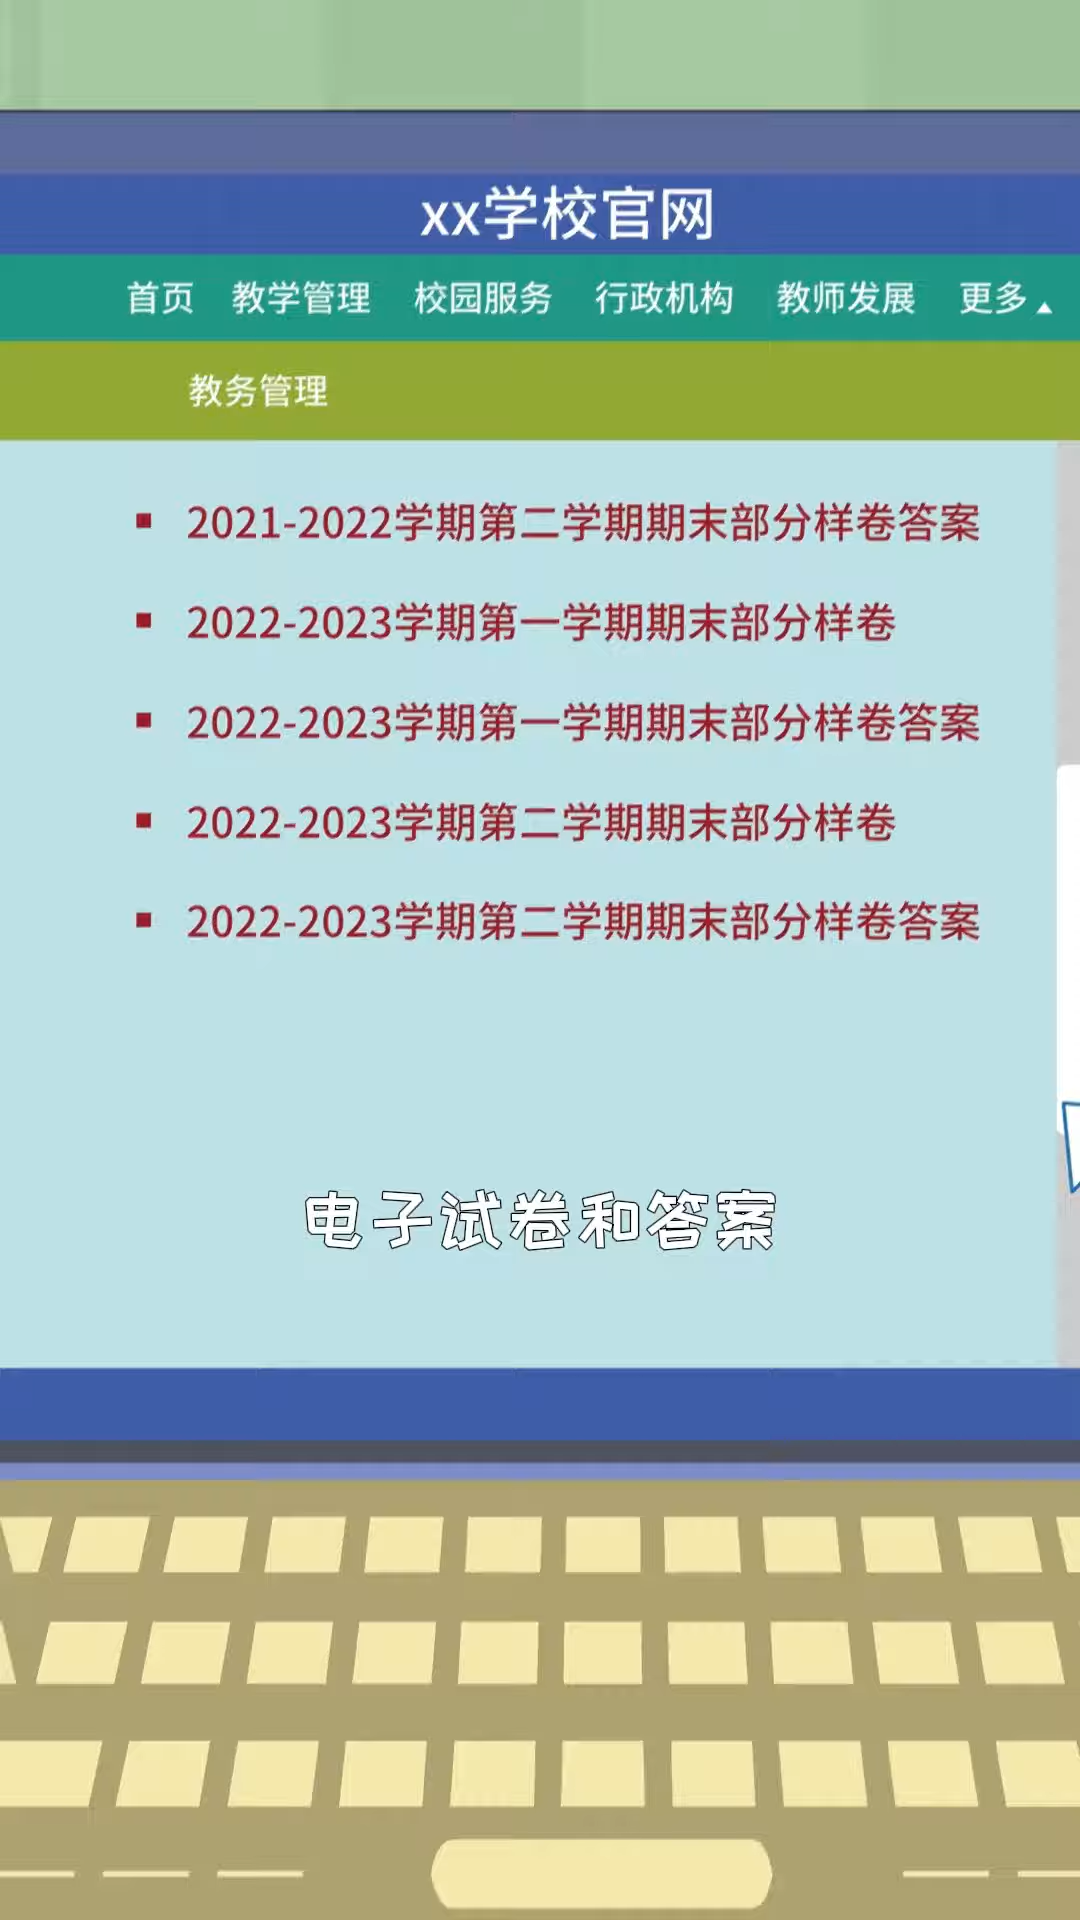 xx学校官网
首页 教学管理 校园服务 行政机构 教师发展 更多
教务管理
2021-2022学期第二学期期末部分样卷答案
2022-2023学期第一学期期末部分样卷
2022-2023学期第一学期期末部分样卷答案
2022-2023学期第二学期期末部分样卷
2022-2023学期第二学期期末部分样卷答案
电子试卷和答案